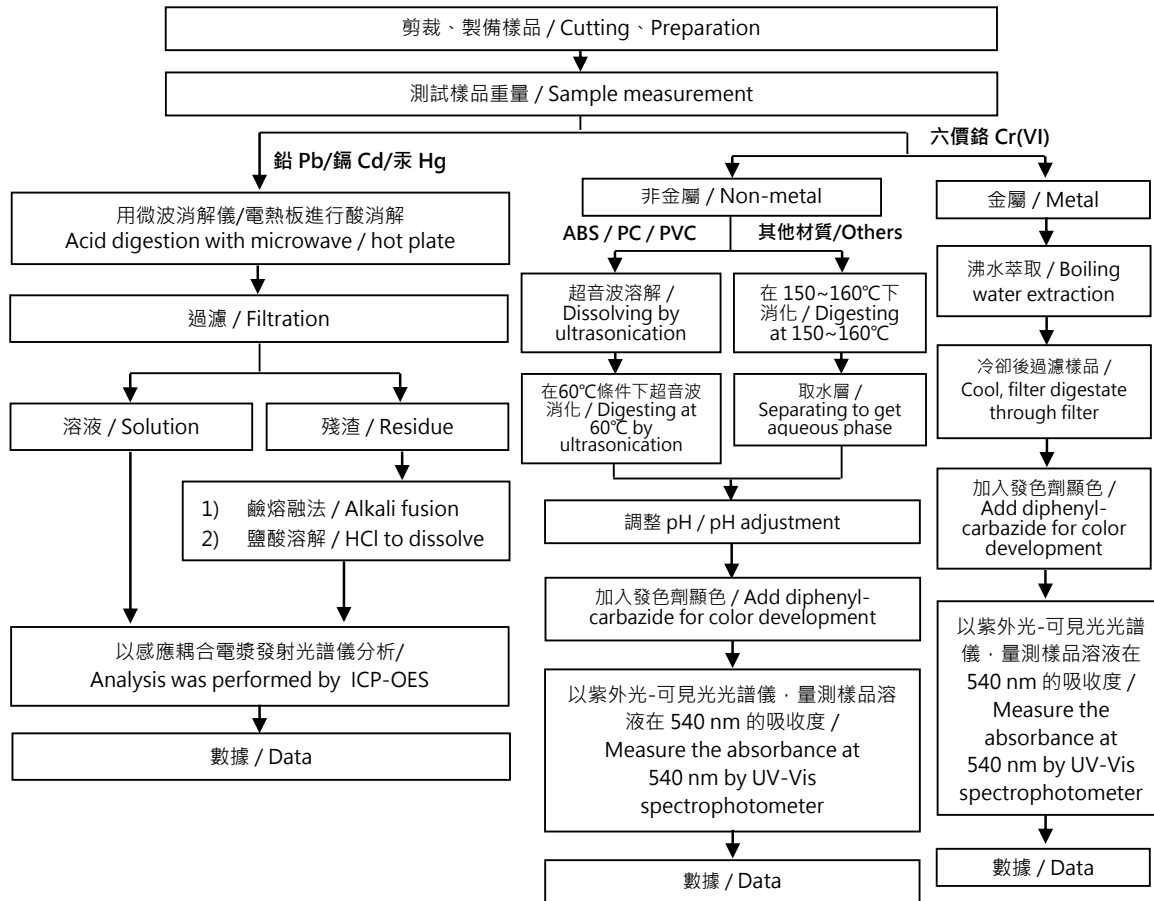 剪裁、製備樣品 / Cutting、Preparation
測試樣品重量 / Sample measurement
鉛 Pb/鎘 Cd/汞 Hg
六價鉻 Cr(VI)
用微波消解儀/電熱板進行酸消解
Acid digestion with microwave / hot plate
過濾 / Filtration
溶液 / Solution
殘渣 / Residue
1) 鹼熔融法 / Alkali fusion
2) 鹽酸溶解 / HCl to dissolve
以感應耦合電漿發射光譜儀分析/
Analysis was performed by ICP-OES
數據 / Data
非金屬 / Non-metal
ABS / PC / PVC
其他材質/Others
超音波溶解 /
Dissolving by
ultrasonication
在60℃條件下超音波
消化 / Digesting at
60℃ by
ultrasonication
在 150~160℃下
消化 / Digesting
at 150~160℃
取水層 /
Separating to get
aqueous phase
調整 pH / pH adjustment
加入發色劑顯色 / Add diphenyl-
carbazide for color development
以紫外光-可見光光譜儀，量測樣品溶
液在 540 nm 的吸收度 /
Measure the absorbance at
540 nm by UV-Vis
spectrophotometer
數據 / Data
金屬 / Metal
沸水萃取 / Boiling
water extraction
冷卻後過濾樣品 /
Cool, filter digestate
through filter
加入發色劑顯色 /
Add diphenyl-
carbazide for color
development
以紫外光-可見光光譜
儀，量測樣品溶液在
540 nm 的吸收度 /
Measure the
absorbance at
540 nm by UV-Vis
spectrophotometer
數據 / Data